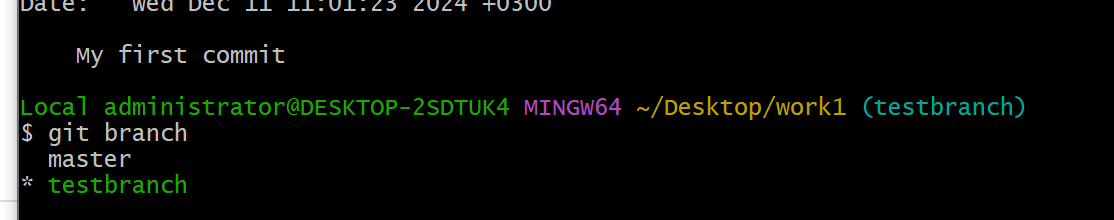 Date:   Wed Dec 11 11:01:23 2024 +0300
My first commit
Local administrator@DESKTOP-2SDTUK4 MINGW64 ~/Desktop/work1 (testbranch)
$ git branch
master
* testbranch